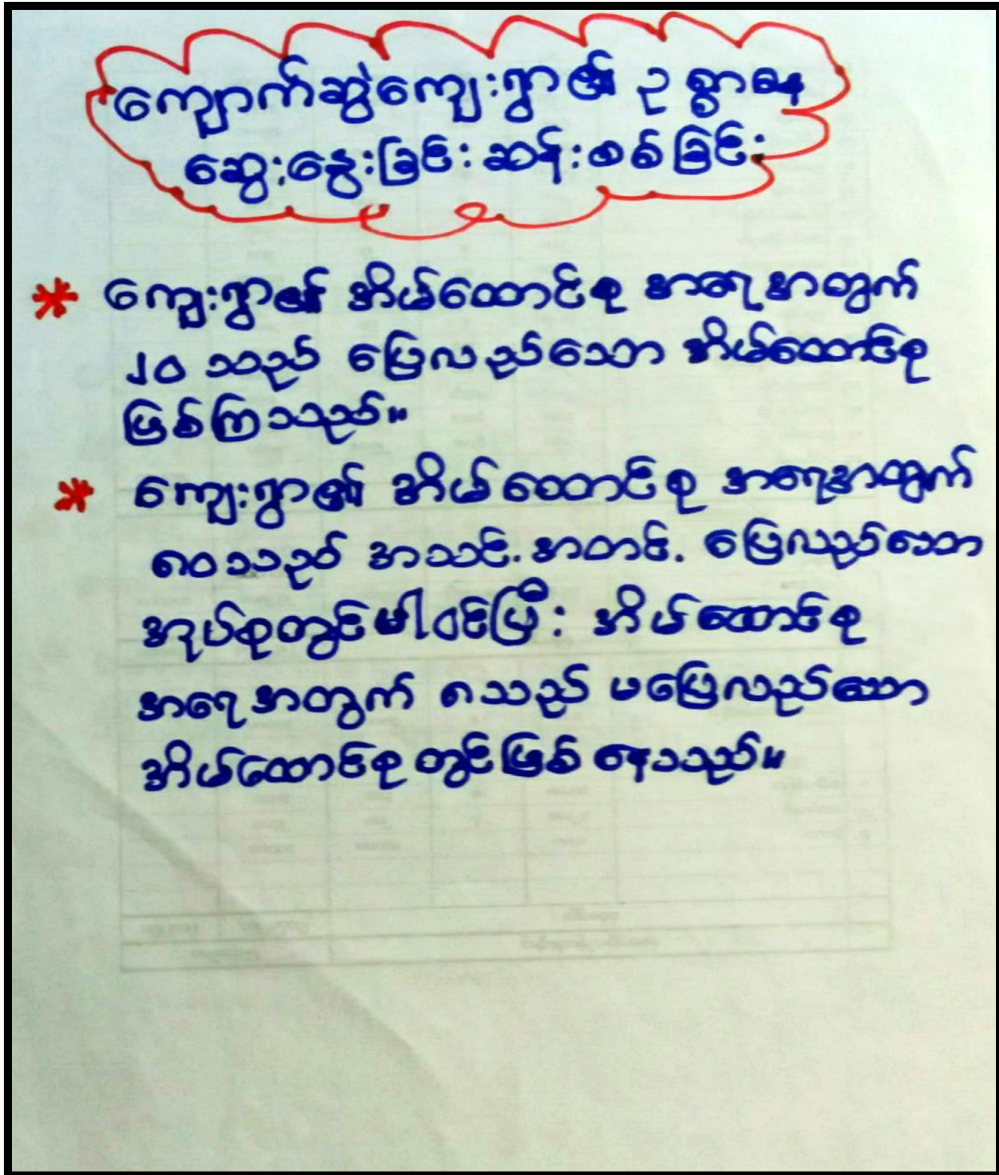 ကျောက်ဆွဲကျေးရွာ၏ ဥ စ္စာဓန
ဆွေးနွေးခြင်း ဆန်းစစ်ခြင်း
* ကျေးရွာ၏ အိမ်ထောင်စု အရေအတွက်
၂၀ သည် ပြေလည်သော အိမ်ထောင်စု
ဖြစ်ကြသည်။
* ကျေးရွာ၏ အိမ်ထောင်စု အရေအတွက်
၈၀သည် အသင့်.အတင့်. ပြေလည်သော
အုပ်စုတွင်ပါဝင်ပြီး အိမ်ထောင်စု
အရေအတွက် ၈သည် မပြေလည်သော
အိမ်ထောင်စု တွင်ဖြစ် နေသည်။